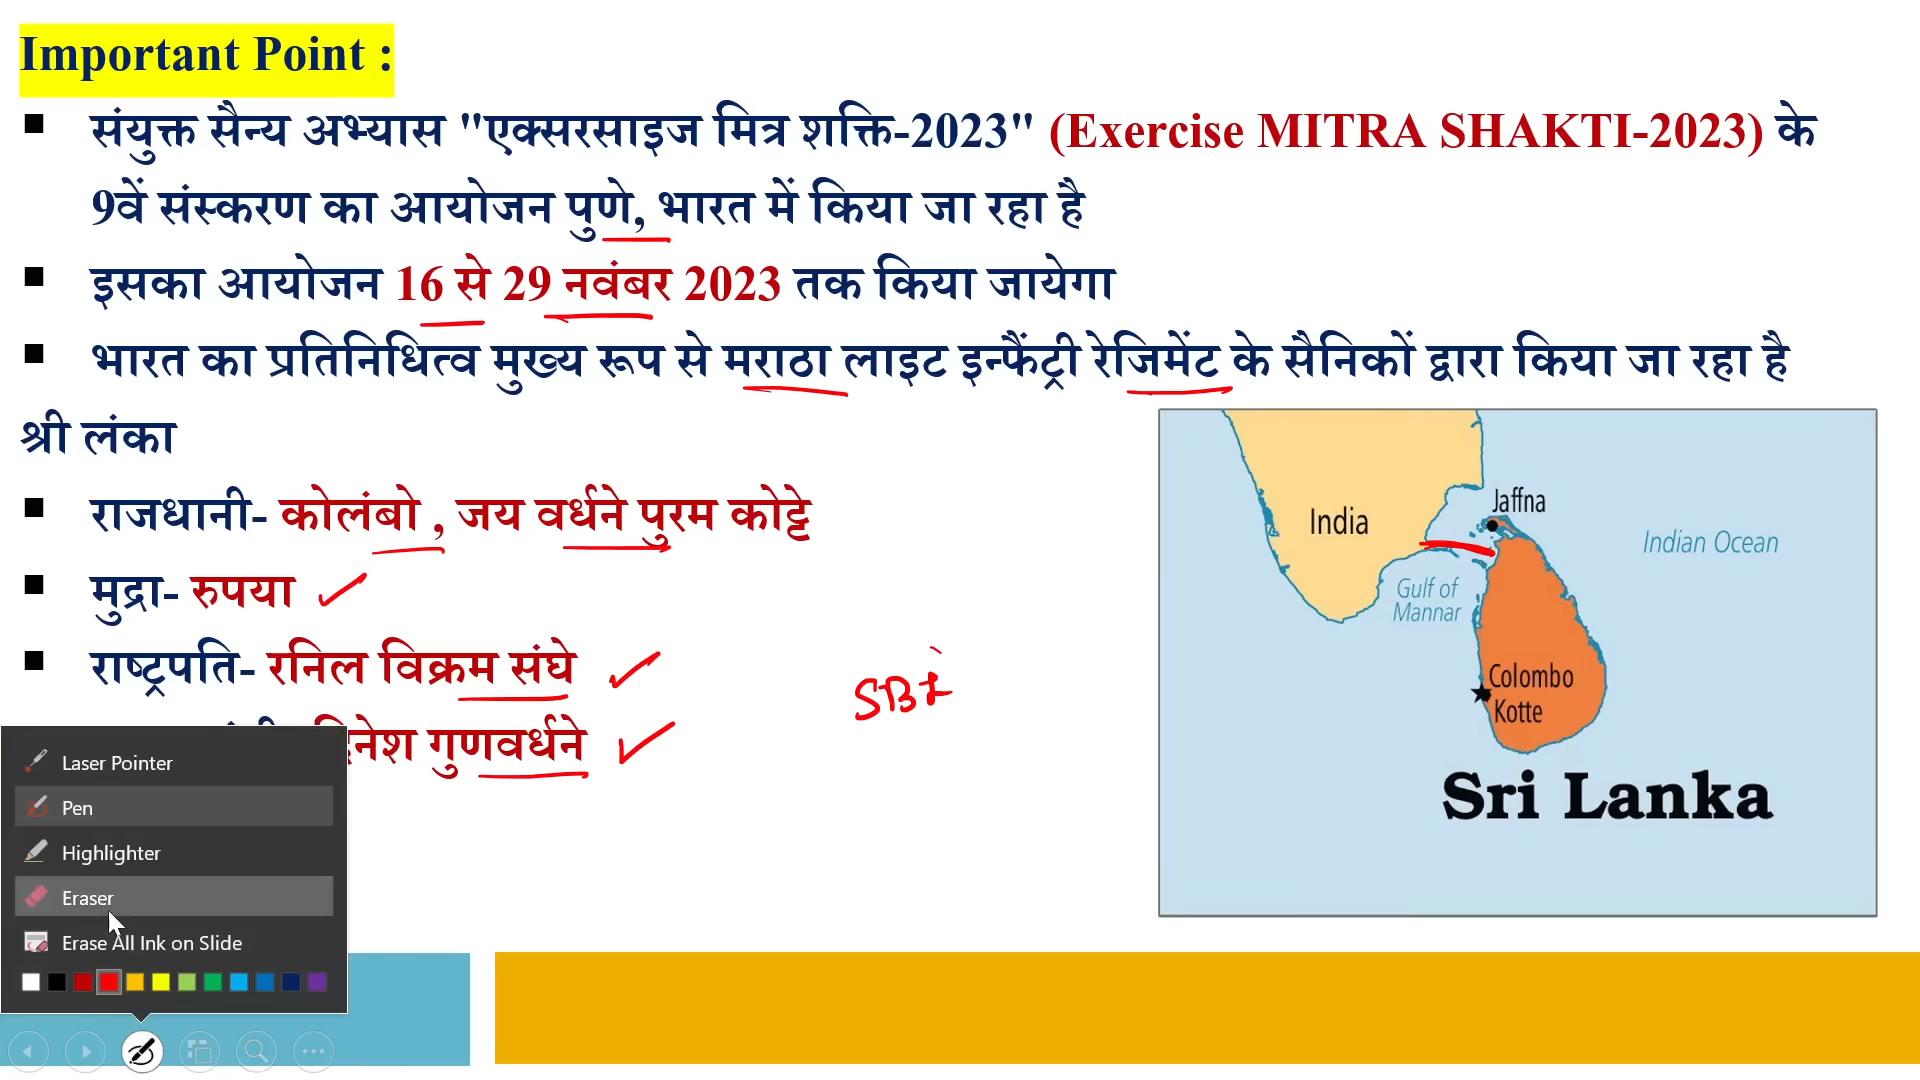 Important Point :
▪ संयुक्त सैन्य अभ्यास "एक्सरसाइज मित्र शक्ति-2023" (Exercise MITRA SHAKTI-2023) के
9वें संस्करण का आयोजन पुणे, भारत में किया जा रहा है
▪ इसका आयोजन 16 से 29 नवंबर 2023 तक किया जायेगा
▪ भारत का प्रतिनिधित्व मुख्य रूप से मराठा लाइट इन्फैंट्री रेजिमेंट के सैनिकों द्वारा किया जा रहा है
श्री लंका
▪ राजधानी- कोलंबो , जय वर्धने पुरम कोट्टे
▪ मुद्रा- रुपया
▪ राष्ट्रपति- रनिल विक्रम संघे
गुणवर्धने
SBI
Jaffna
India
Indian Ocean
Gulf of
Mannar
Colombo
Kotte
Sri Lanka
Laser Pointer
Pen
Highlighter
Eraser
Erase All Ink on Slide